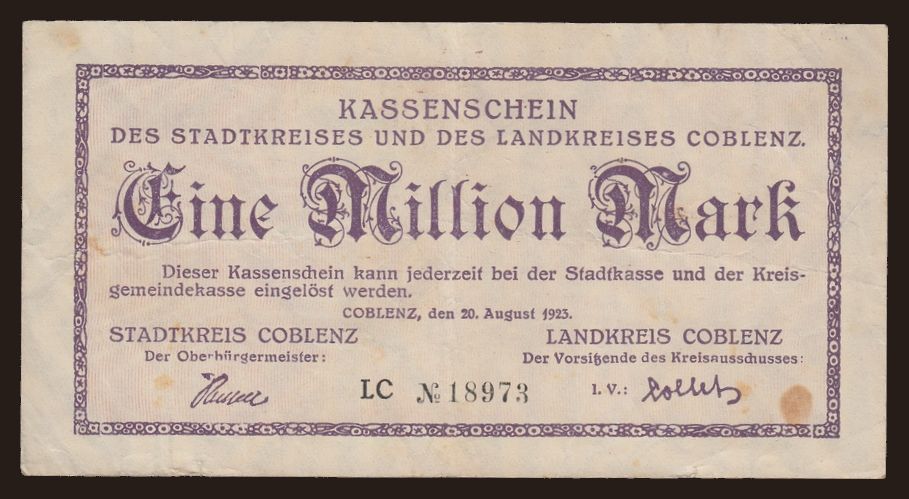 KASSENSCHEIN
DES STADTKREISES UND DES LANDKREISES COBLENZ.
Eine Million Mark
Dieser Kassenschein kann jederzeit bei der Stadtkasse und der Kreis-
gemeindekasse eingelöst werden.
COBLENZ, den 20. August 1923.
STADTKREIS COBLENZ
Der Oberbürgermeister:
LANDKREIS COBLENZ
Der Vorsitzende des Kreisausschusses:
LC № 18973
I. V.: